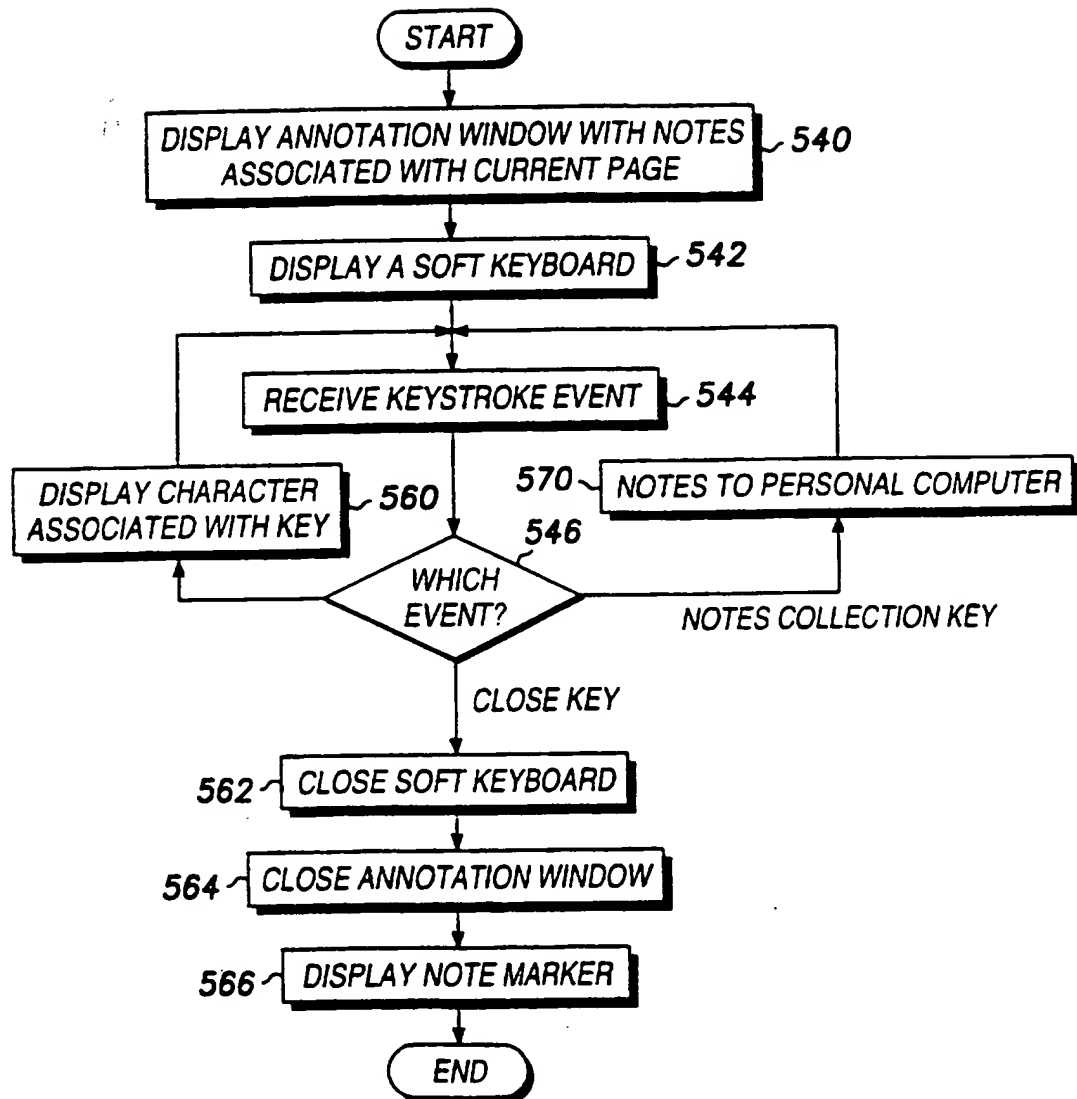 START
DISPLAY ANNOTATION WINDOW WITH NOTES
ASSOCIATED WITH CURRENT PAGE
540
DISPLAY A SOFT KEYBOARD
542
RECEIVE KEYSTROKE EVENT
544
DISPLAY CHARACTER
ASSOCIATED WITH KEY
560
570
NOTES TO PERSONAL COMPUTER
546
WHICH
EVENT?
NOTES COLLECTION KEY
CLOSE KEY
562
CLOSE SOFT KEYBOARD
564
CLOSE ANNOTATION WINDOW
566
DISPLAY NOTE MARKER
END